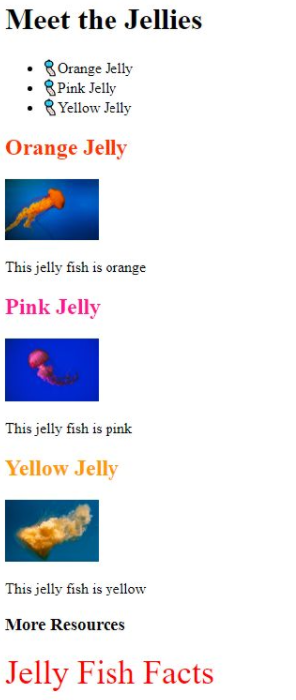 Meet the Jellies
Orange Jelly
Pink Jelly
Yellow Jelly
Orange Jelly
This jelly fish is orange
Pink Jelly
This jelly fish is pink
Yellow Jelly
This jelly fish is yellow
More Resources
Jelly Fish Facts